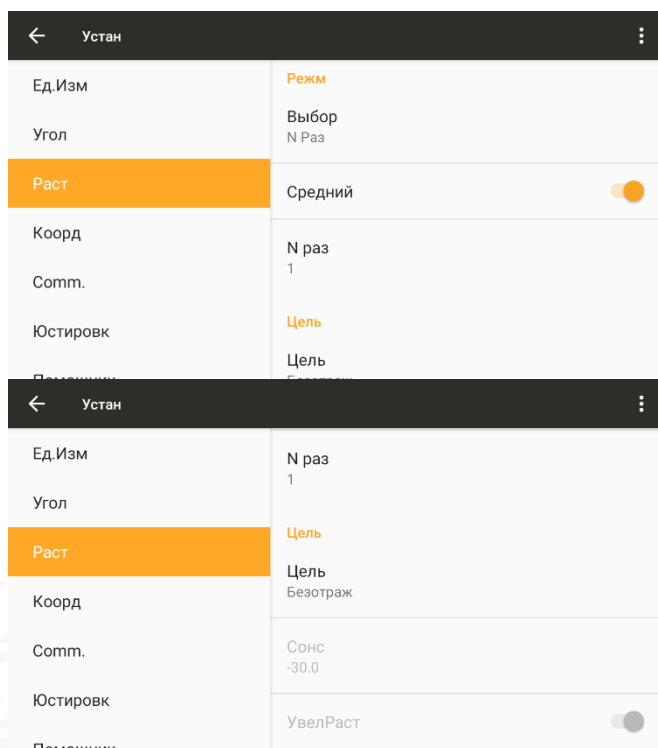 Устан
Ед.Изм
Угол
Раст
Коорд
Comm.
Юстировк
Режм
Выбор
N Раз
Средний
N раз
1
Цель
Цель
Устан
Ед.Изм
Угол
Раст
Коорд
Comm.
Юстировк
N раз
1
Цель
Цель
Безотраж
Сонс
-30.0
УвелРаст